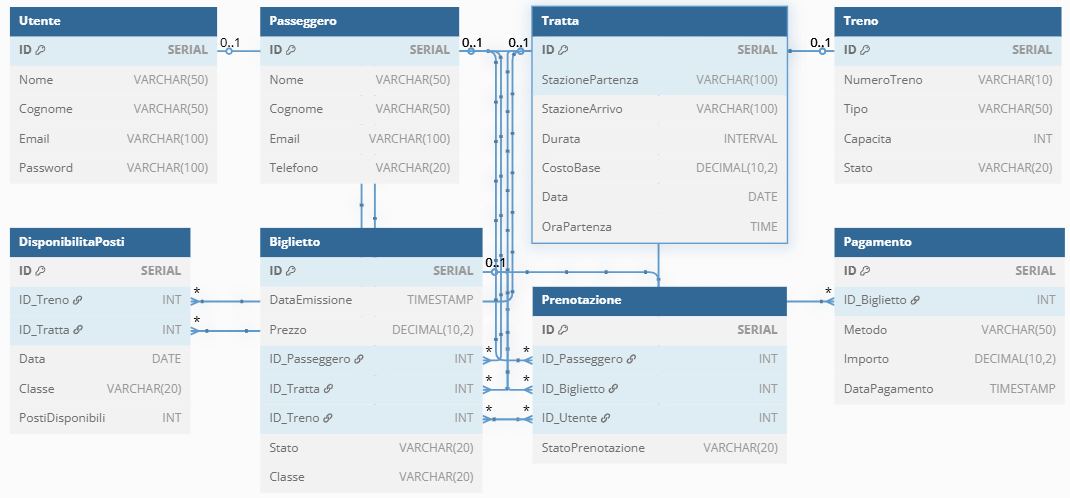 Utente
ID SERIAL
Nome VARCHAR(50)
Cognome VARCHAR(50)
Email VARCHAR(100)
Password VARCHAR(100)
0..1
Passeggero
ID SERIAL
Nome VARCHAR(50)
Cognome VARCHAR(50)
Email VARCHAR(100)
Telefono VARCHAR(20)
0..1
0..1
Tratta
ID SERIAL
StazionePartenza VARCHAR(100)
StazioneArrivo VARCHAR(100)
Durata INTERVAL
CostoBase DECIMAL(10,2)
Data DATE
OraPartenza TIME
0..1
Treno
ID SERIAL
NumeroTreno VARCHAR(10)
Tipo VARCHAR(50)
Capacita INT
Stato VARCHAR(20)
DisponibilitaPosti
ID SERIAL
ID_Treno INT *
ID_Tratta INT *
Data DATE
Classe VARCHAR(20)
PostiDisponibili INT
Biglietto
ID SERIAL 0..1
DataEmissione TIMESTAMP
Prezzo DECIMAL(10,2)
ID_Passeggero INT *
ID_Tratta INT *
ID_Treno INT *
Stato VARCHAR(20)
Classe VARCHAR(20)
Prenotazione
ID SERIAL
* ID_Passeggero INT
* ID_Biglietto INT
* ID_Utente INT
StatoPrenotazione VARCHAR(20)
Pagamento
ID SERIAL
* ID_Biglietto INT
Metodo VARCHAR(50)
Importo DECIMAL(10,2)
DataPagamento TIMESTAMP